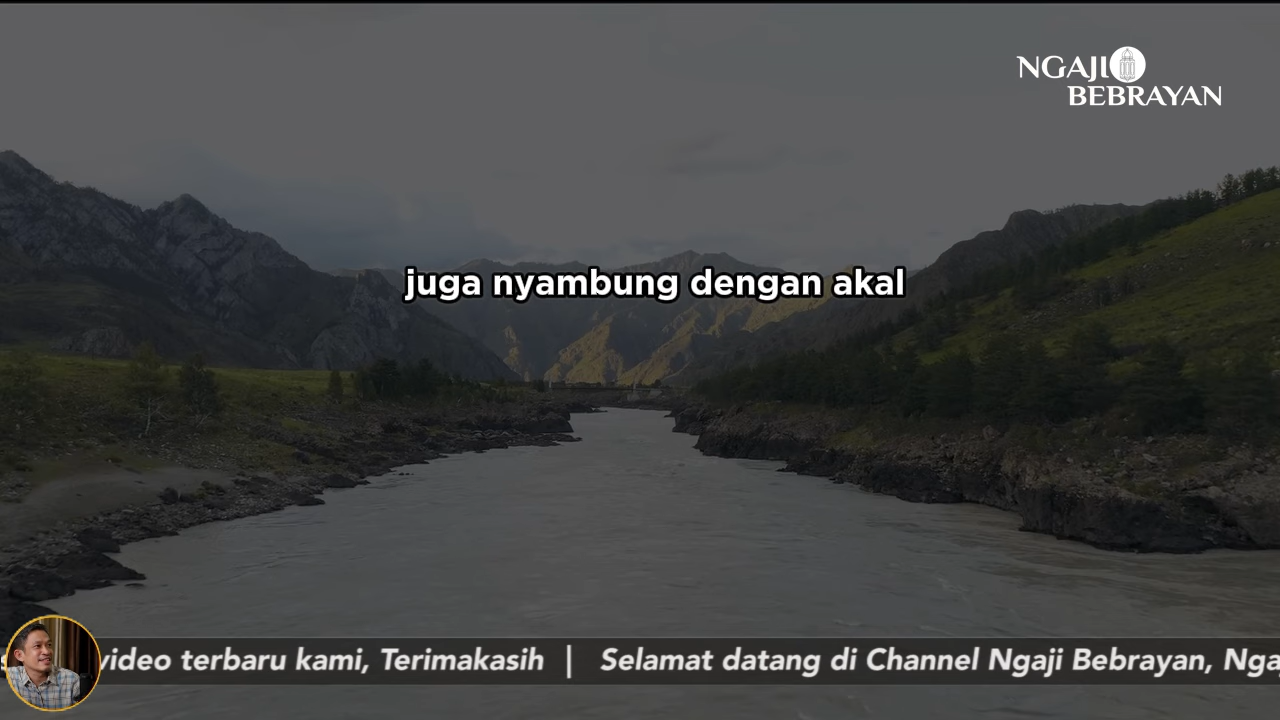 NGAJI
BEBRAYAN
juga nyambung dengan akal
video terbaru kami, Terimakasih | Selamat datang di Channel Ngaji Bebrayan,